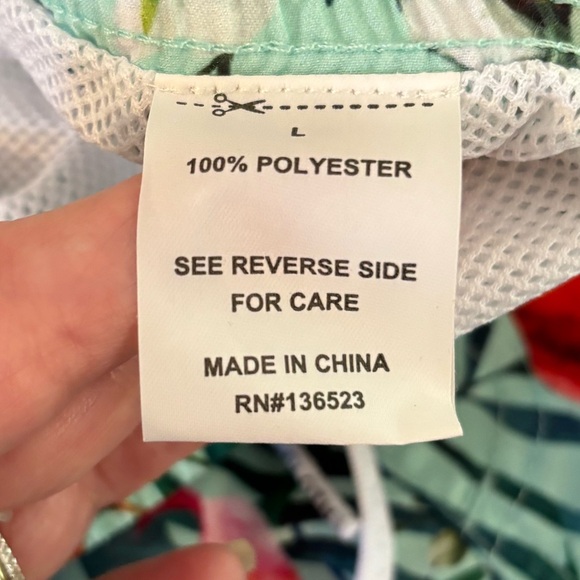 L
100% POLYESTER
SEE REVERSE SIDE
FOR CARE
MADE IN CHINA
RN#136523